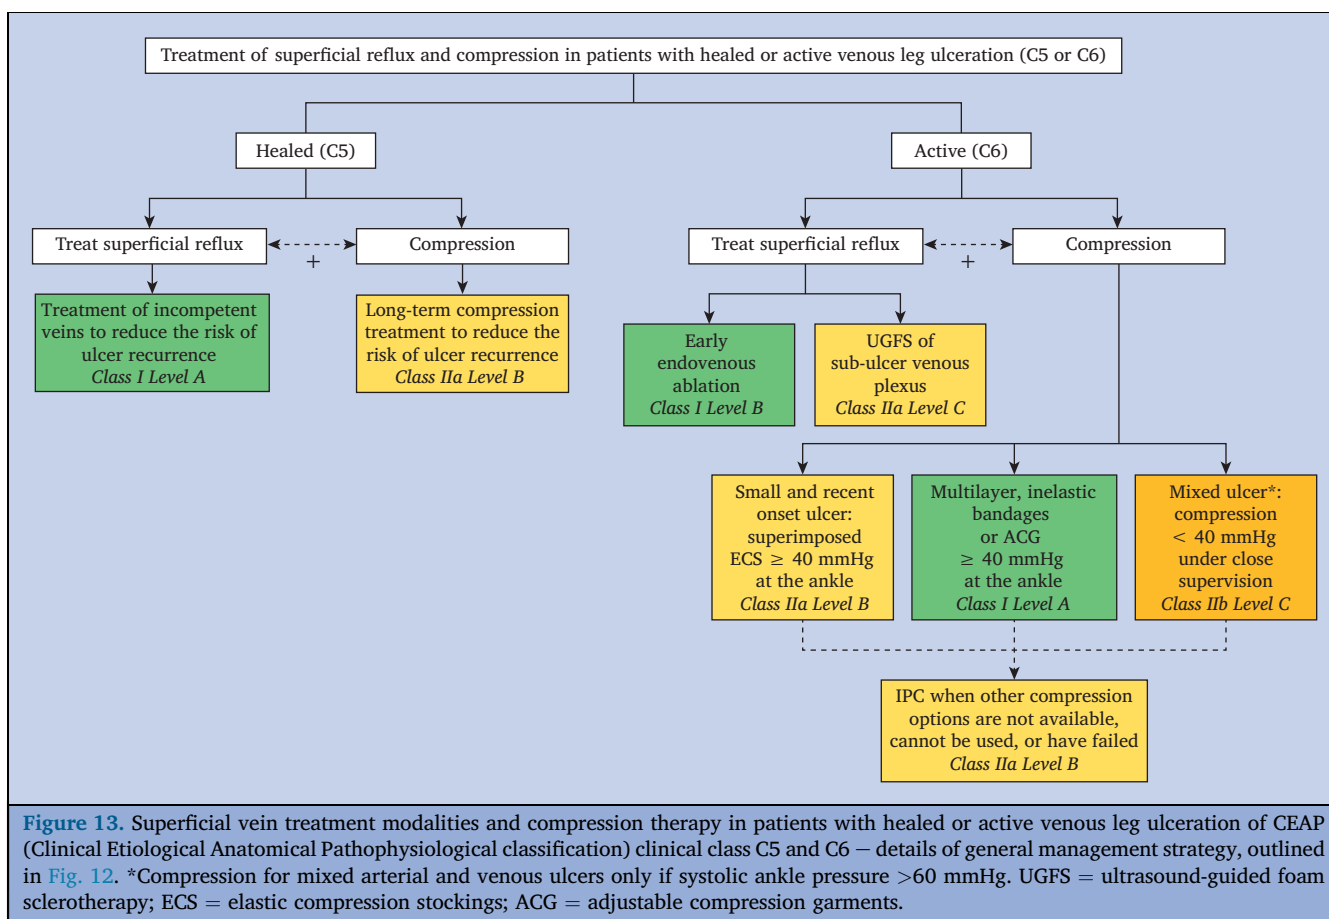 Treatment of superficial reflux and compression in patients with healed or active venous leg ulceration (C5 or C6)
Healed (C5)
Active (C6)
Treat superficial reflux
+
Compression
Treat superficial reflux
+
Compression
Treatment of incompetent
veins to reduce the risk of
ulcer recurrence
Class I Level A
Long-term compression
treatment to reduce the
risk of ulcer recurrence
Class IIa Level B
Early
endovenous
ablation
Class I Level B
UGFS of
sub-ulcer venous
plexus
Class IIa Level C
Small and recent
onset ulcer:
superimposed
ECS ≥ 40 mmHg
at the ankle
Class IIa Level B
Multilayer, inelastic
bandages
or ACG
≥ 40 mmHg
at the ankle
Class I Level A
Mixed ulcer*:
compression
< 40 mmHg
under close
supervision
Class IIb Level C
IPC when other compression
options are not available,
cannot be used, or have failed
Class IIa Level B
Figure 13. Superficial vein treatment modalities and compression therapy in patients with healed or active venous leg ulceration of CEAP
(Clinical Etiological Anatomical Pathophysiological classification) clinical class C5 and C6 – details of general management strategy, outlined
in Fig. 12. *Compression for mixed arterial and venous ulcers only if systolic ankle pressure >60 mmHg. UGFS = ultrasound-guided foam
sclerotherapy; ECS = elastic compression stockings; ACG = adjustable compression garments.